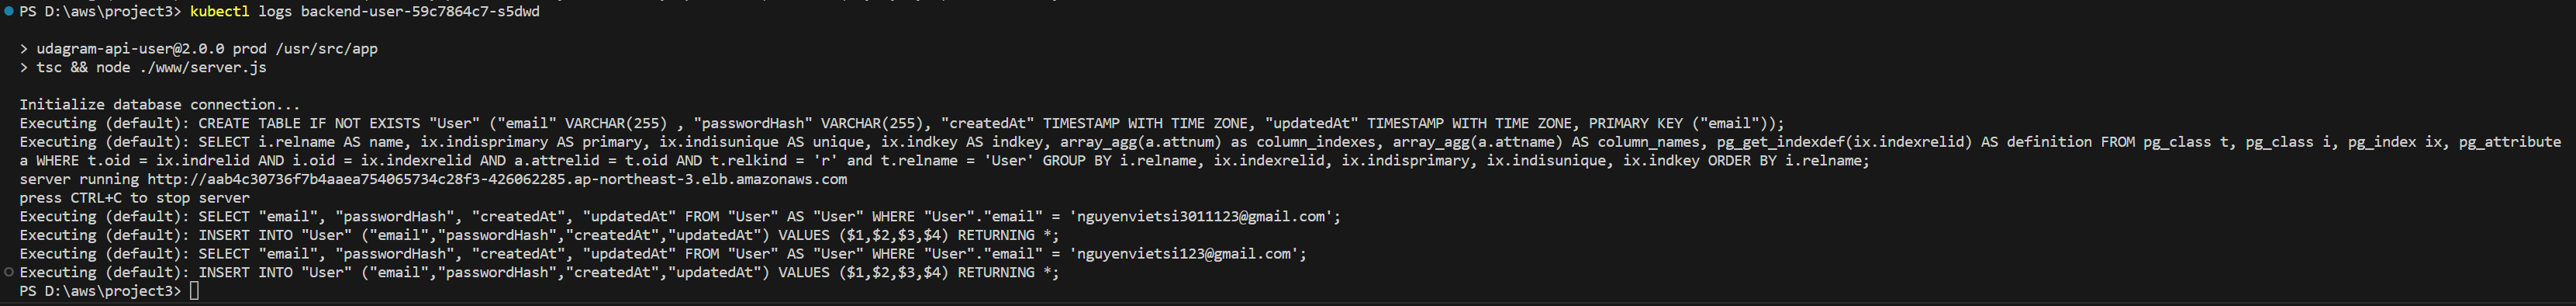 PS D:\aws\project3> kubectl logs backend-user-59c7864c7-s5dwd
> udagram-api-user@2.0.0 prod /usr/src/app
> tsc && node ./www/server.js
Initialize database connection...
Executing (default): CREATE TABLE IF NOT EXISTS "User" ("email" VARCHAR(255) , "passwordHash" VARCHAR(255), "createdAt" TIMESTAMP WITH TIME ZONE, "updatedAt" TIMESTAMP WITH TIME ZONE, PRIMARY KEY ("email"));
Executing (default): SELECT i.relname AS name, ix.indisprimary AS primary, ix.indisunique AS unique, ix.indkey AS indkey, array_agg(a.attnum) as column_indexes, array_agg(a.attname) AS column_names, pg_get_indexdef(ix.indexrelid) AS definition FROM pg_class t, pg_class i, pg_index ix, pg_attribute
a WHERE t.oid = ix.indrelid AND i.oid = ix.indexrelid AND a.attrelid = t.oid AND t.relkind = 'r' and t.relname = 'User' GROUP BY i.relname, ix.indexrelid, ix.indisprimary, ix.indisunique, ix.indkey ORDER BY i.relname;
server running http://aab4c30736f7b4aaea754065734c28f3-426062285.ap-northeast-3.elb.amazonaws.com
press CTRL+C to stop server
Executing (default): SELECT "email", "passwordHash", "createdAt", "updatedAt" FROM "User" AS "User" WHERE "User"."email" = 'nguyenvietsi3011123@gmail.com';
Executing (default): INSERT INTO "User" ("email","passwordHash","createdAt","updatedAt") VALUES ($1,$2,$3,$4) RETURNING *;
Executing (default): SELECT "email", "passwordHash", "createdAt", "updatedAt" FROM "User" AS "User" WHERE "User"."email" = 'nguyenvietsi123@gmail.com';
Executing (default): INSERT INTO "User" ("email","passwordHash","createdAt","updatedAt") VALUES ($1,$2,$3,$4) RETURNING *;
PS D:\aws\project3>